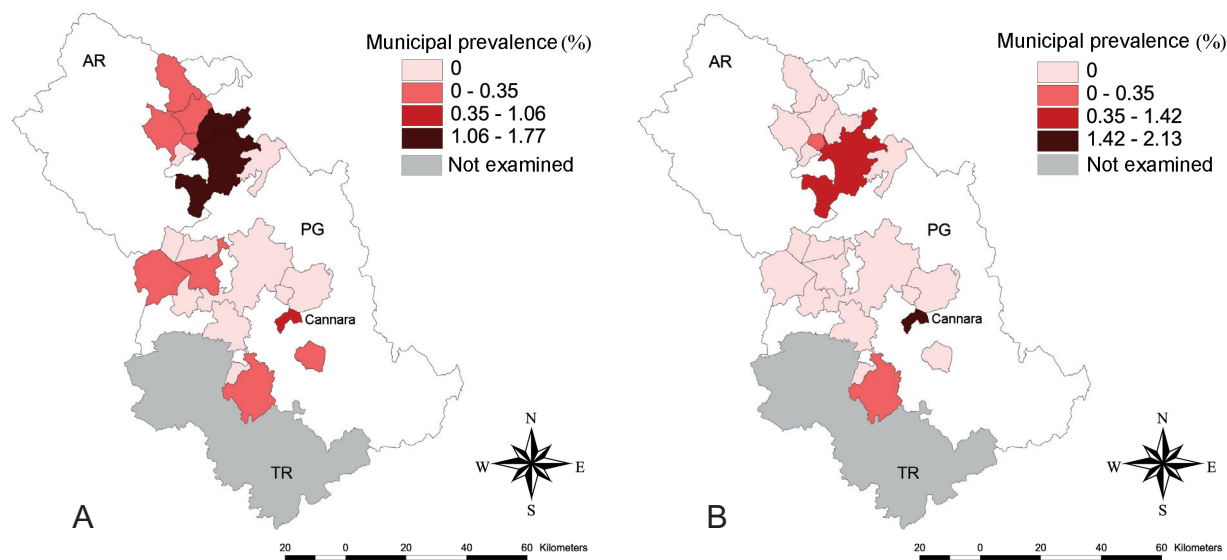 Municipal prevalence (%)
0
0 - 0.35
0.35 - 1.06
1.06 - 1.77
Not examined
AR
PG
Cannara
TR
N
W E
S
A
20 0 20 40 60 Kilometers
Municipal prevalence (%)
0
0 - 0.35
0.35 - 1.42
1.42 - 2.13
Not examined
AR
PG
Cannara
TR
N
W E
S
B
20 0 20 40 60 Kilometers